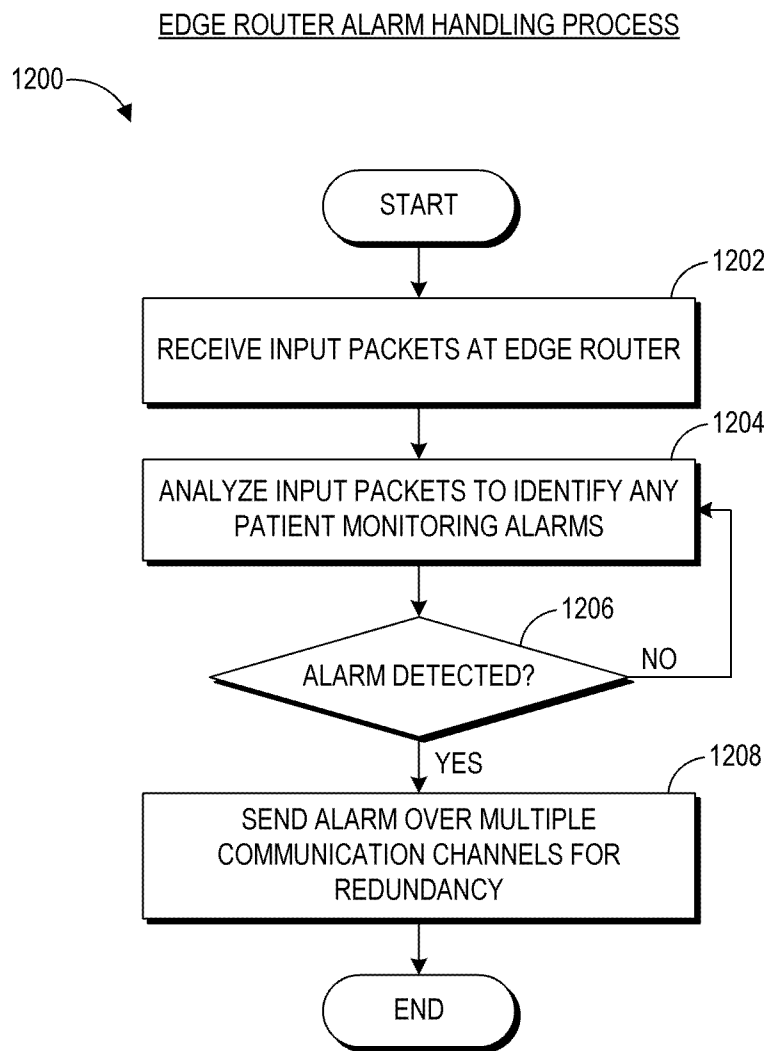 EDGE ROUTER ALARM HANDLING PROCESS
1200
START
1202
RECEIVE INPUT PACKETS AT EDGE ROUTER
1204
ANALYZE INPUT PACKETS TO IDENTIFY ANY
PATIENT MONITORING ALARMS
1206
ALARM DETECTED?
NO
YES
1208
SEND ALARM OVER MULTIPLE
COMMUNICATION CHANNELS FOR
REDUNDANCY
END